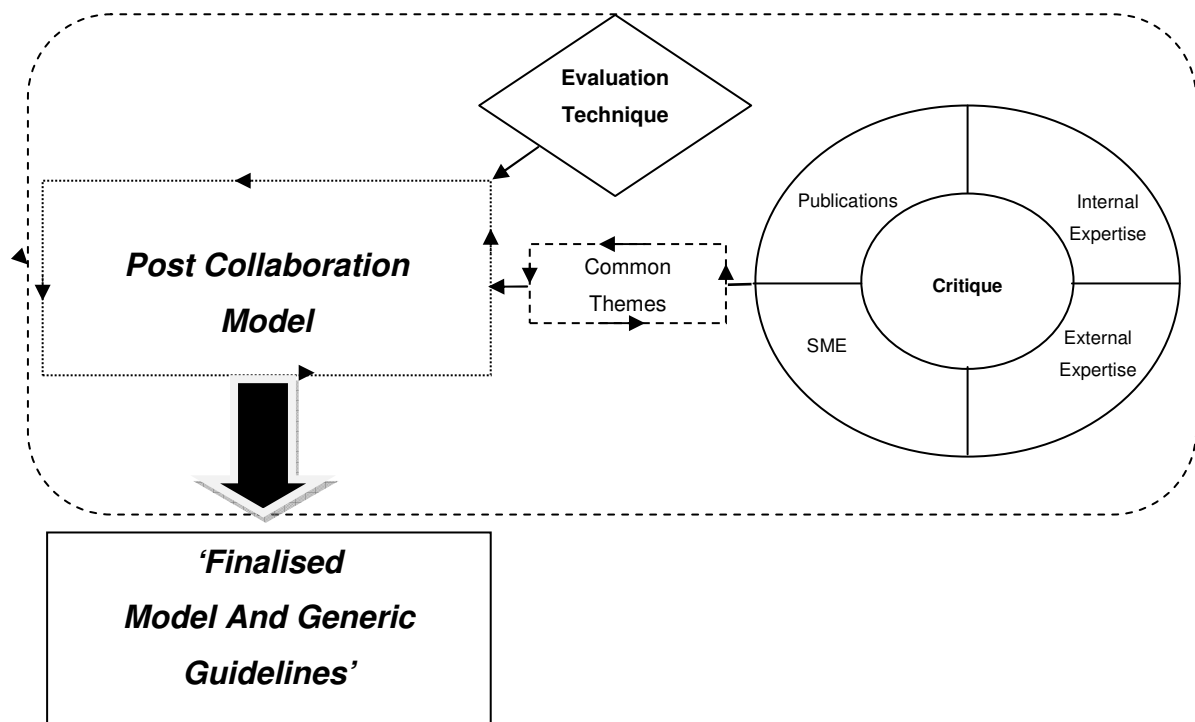 Evaluation
Technique
Publications
Internal
Expertise
Post Collaboration
Model
Common
Themes
Critique
SME
External
Expertise
‘Finalised
Model And Generic
Guidelines’